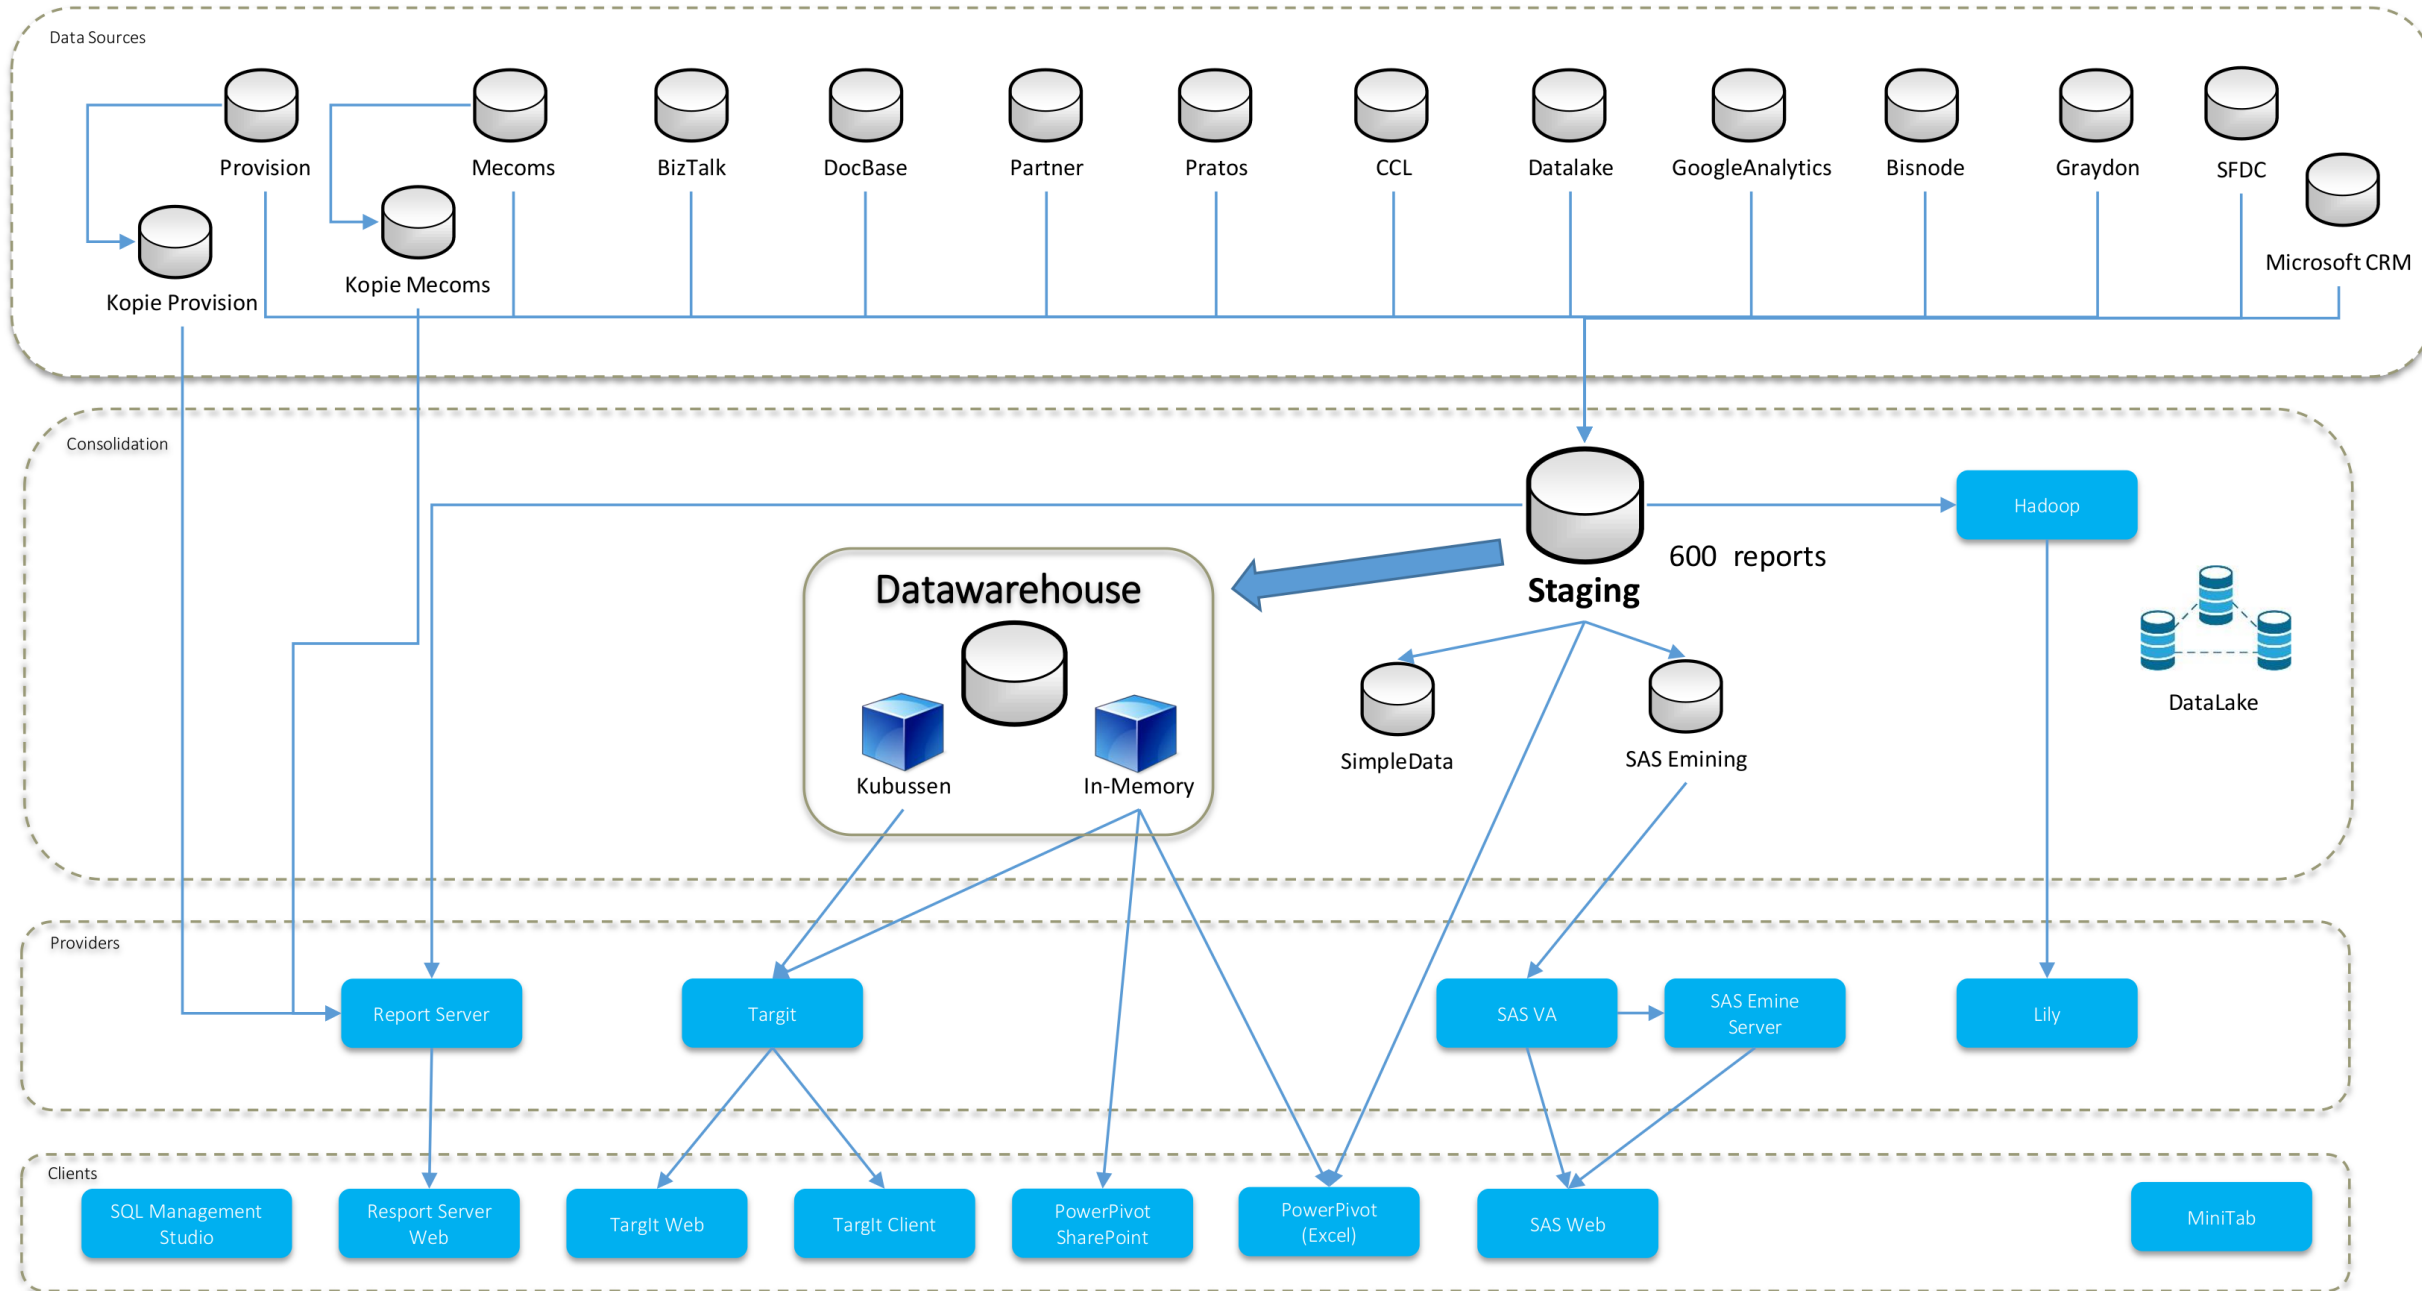 Data Sources
Provision
Mecoms
BizTalk
DocBase
Partner
Pratos
CCL
Datalake
GoogleAnalytics
Bisnode
Graydon
SFDC
Microsoft CRM
Kopie Mecoms
Kopie Provision
Consolidation
Hadoop
600 reports
Staging
Datawarehouse
DataLake
SimpleData
SAS Emining
Kubussen
In-Memory
Providers
Report Server
Targit
SAS VA
SAS Emine
Server
Lily
Clients
SQL Management
Studio
Resport Server
Web
TargIt Web
TargIt Client
PowerPivot
SharePoint
PowerPivot
(Excel)
SAS Web
MiniTab